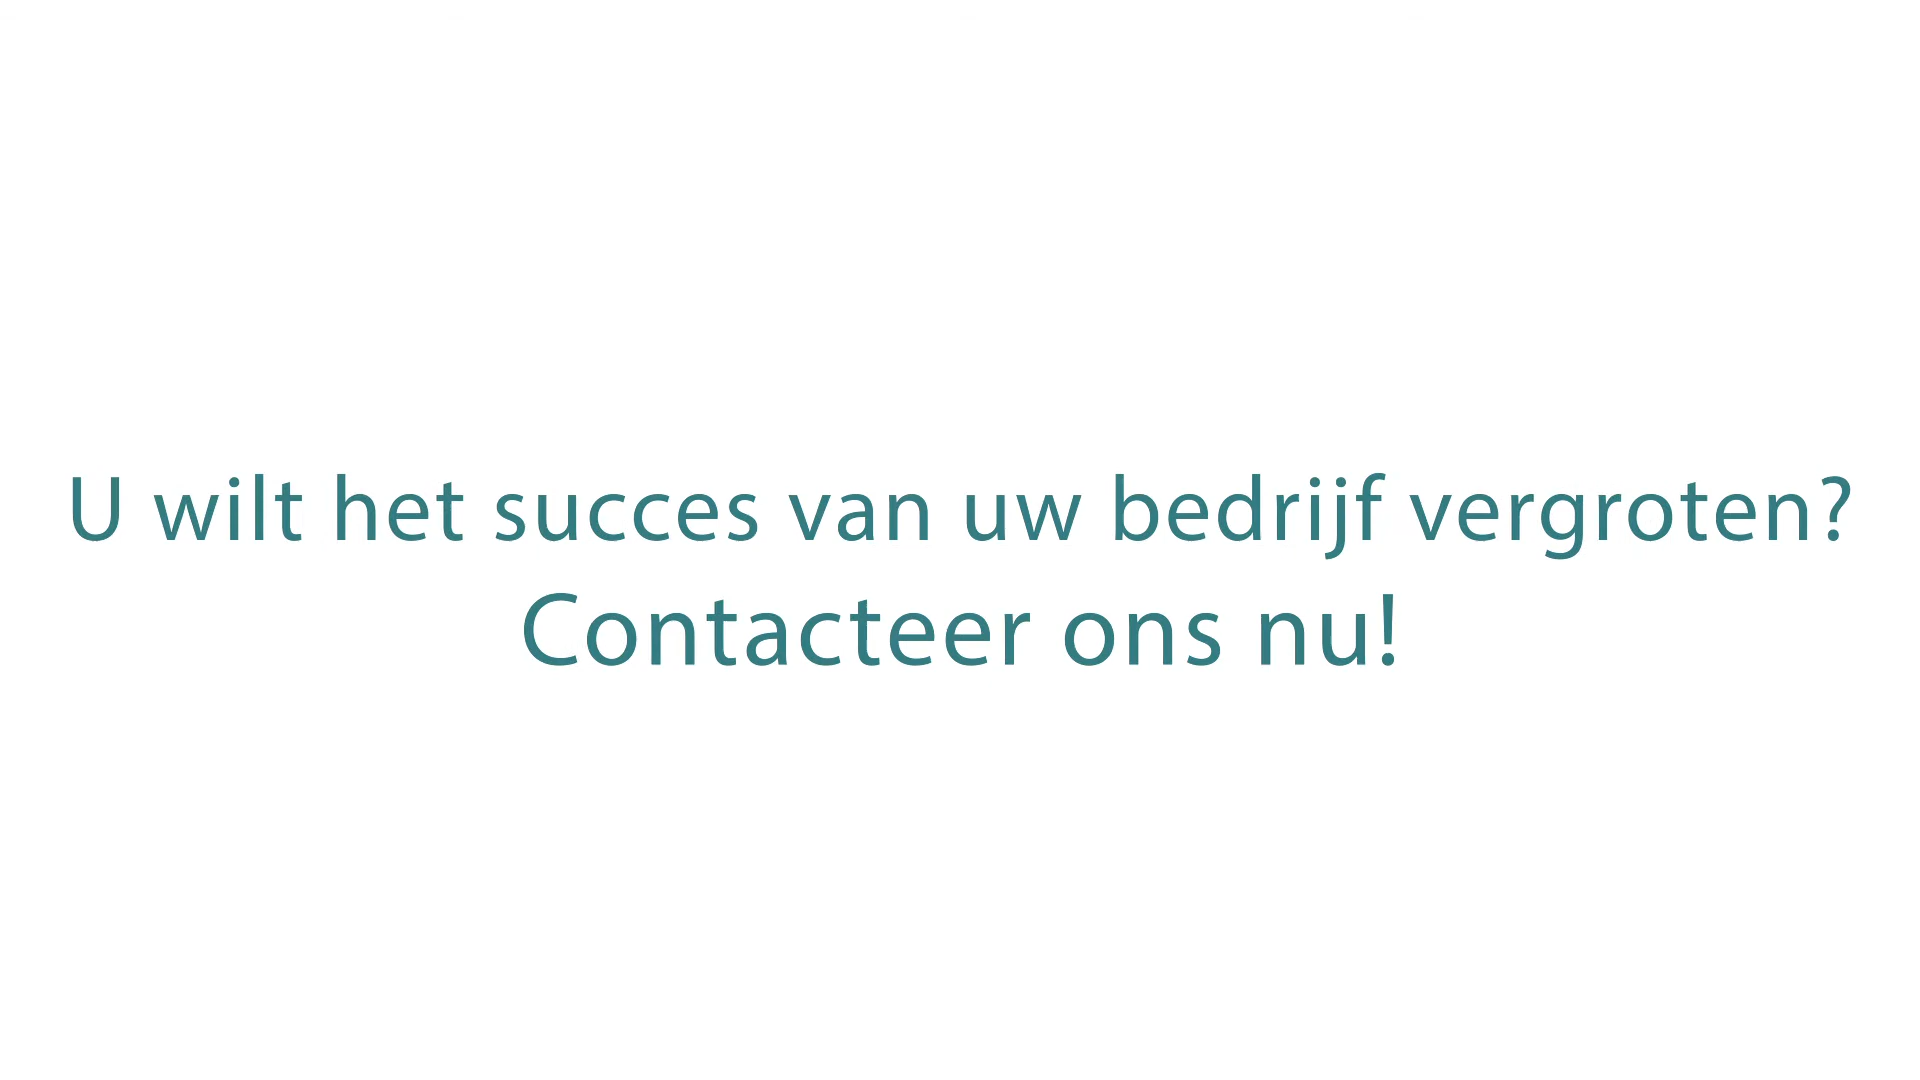 U wilt het succes van uw bedrijf vergroten?
Contacteer ons nu!